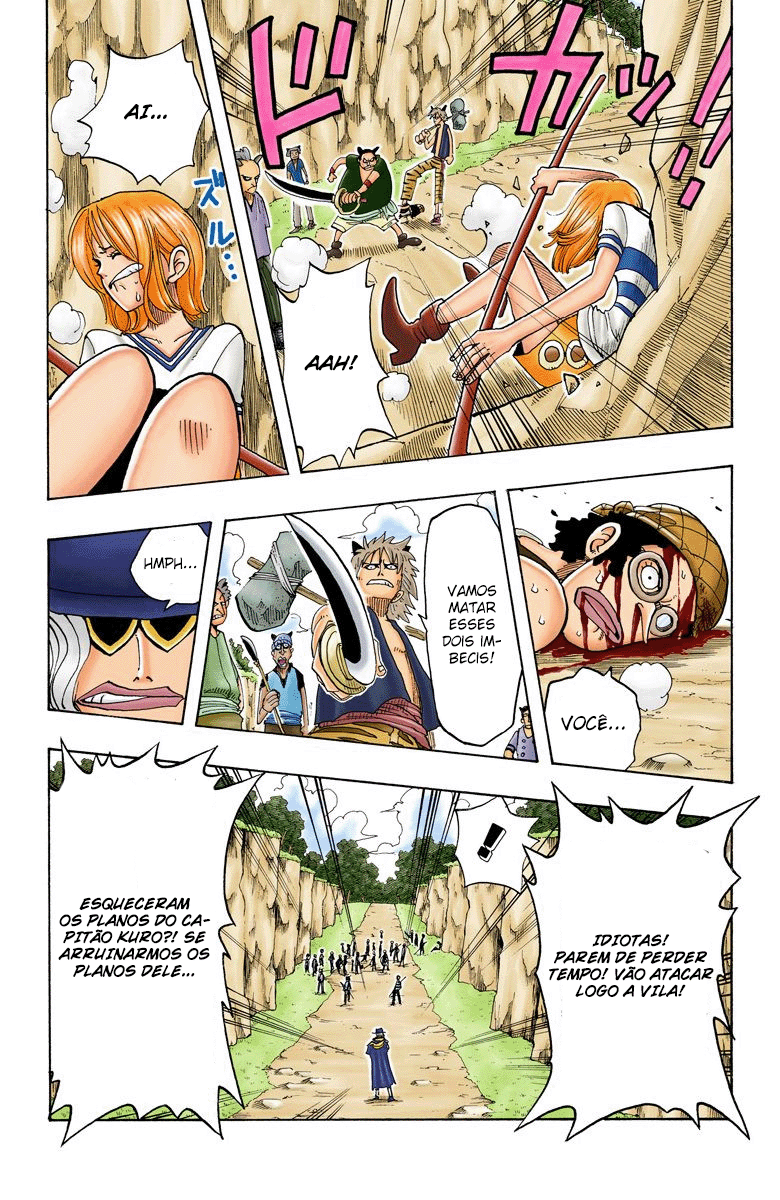 ドカッ!!
AAH!
AI...
ズル...
VOCÊ...
VAMOS
MATAR
ESSES
DOIS IM-
BECIS!
HMPH...
!
IDIOTAS!
PAREM DE PERDER
TEMPO! VÃO ATACAR
LOGO A VILA!
ESQUECERAM
OS PLANOS DO CA-
PITÃO KURO?! SE
ARRUINARMOS OS
PLANOS DELE...